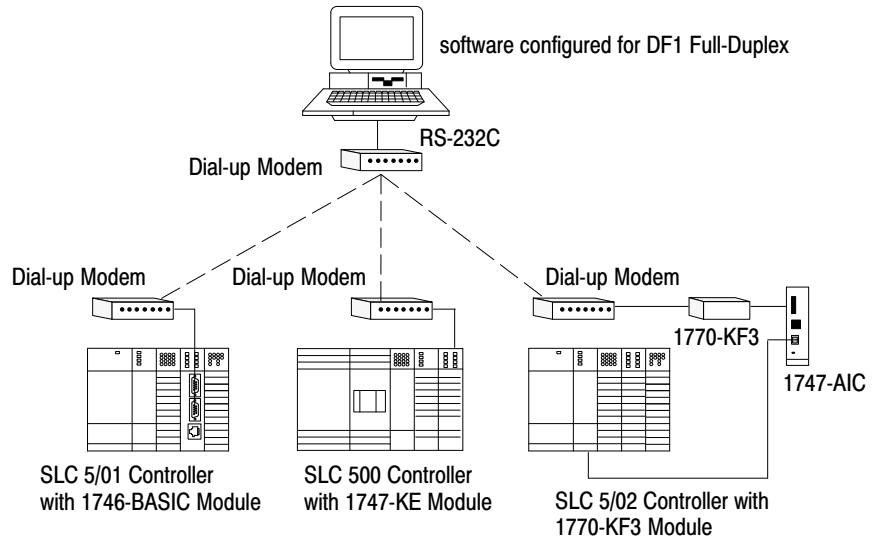 software configured for DF1 Full-Duplex
RS-232C
Dial-up Modem
Dial-up Modem
Dial-up Modem
Dial-up Modem
1770-KF3
1747-AIC
SLC 5/01 Controller
with 1746-BASIC Module
SLC 500 Controller
with 1747-KE Module
SLC 5/02 Controller with
1770-KF3 Module